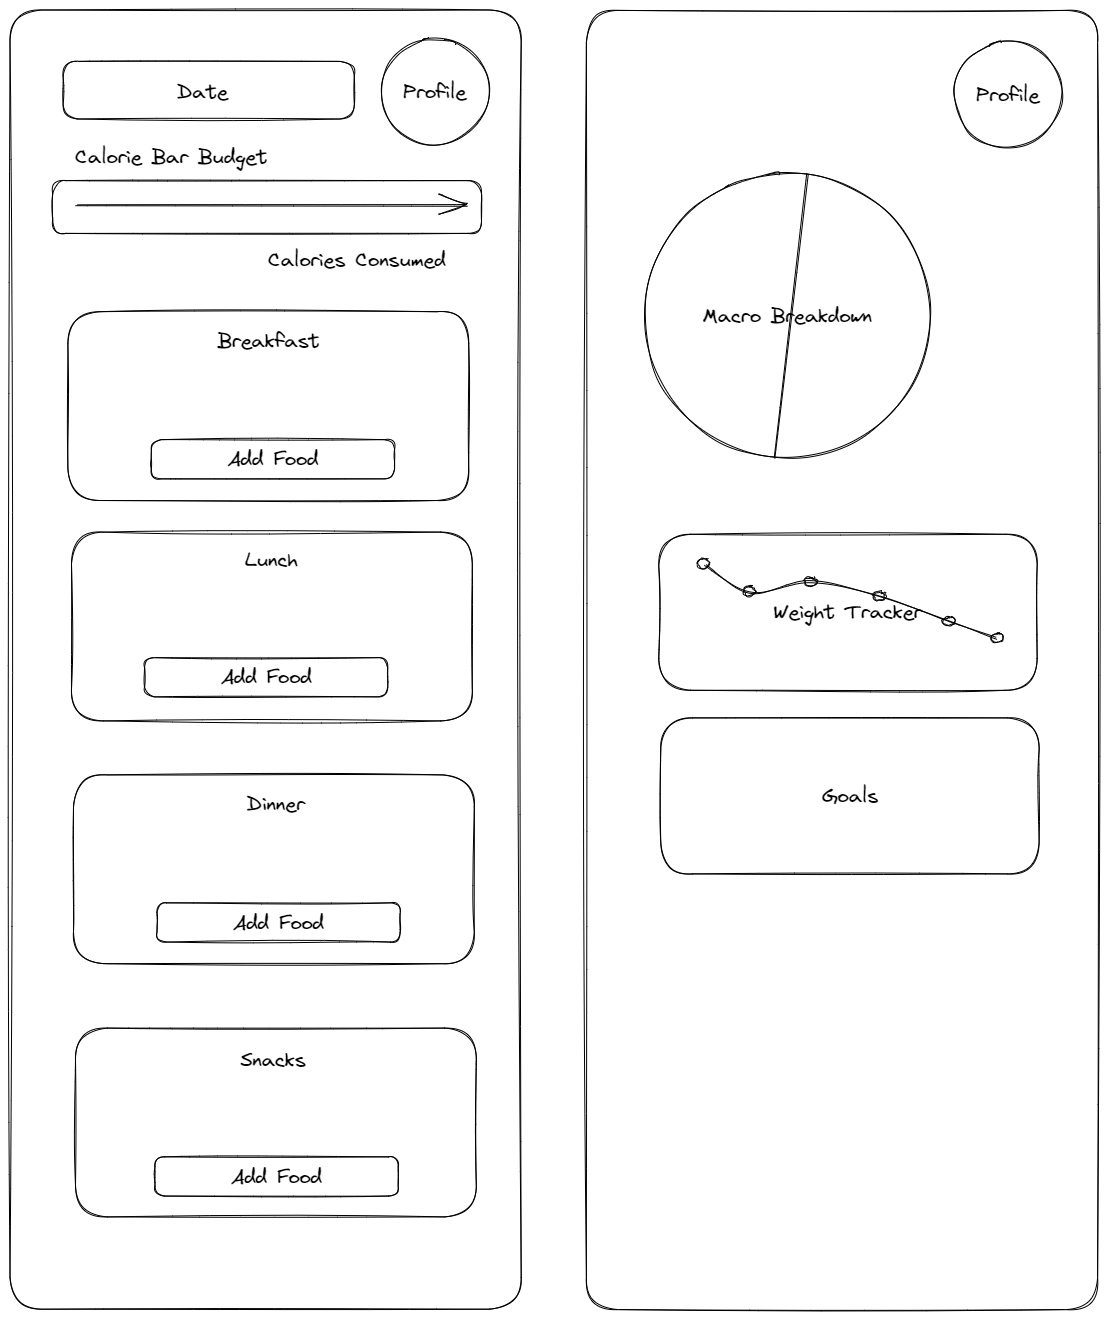 Date
Profile
Calorie Bar Budget
Calories Consumed
Breakfast
Add Food
Lunch
Add Food
Dinner
Add Food
Snacks
Add Food
Profile
Macro Breakdown
Weight Tracker
Goals